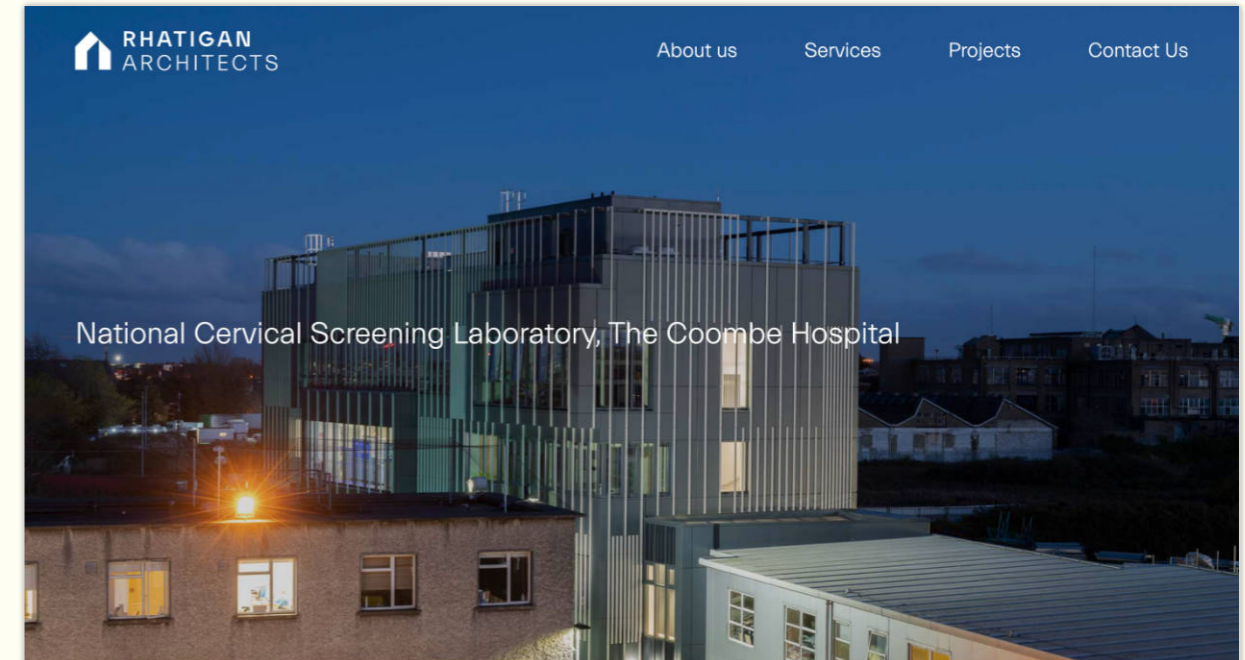 RHATIGAN
ARCHITECTS
About us
Services
Projects
Contact Us
National Cervical Screening Laboratory, The Coombe Hospital